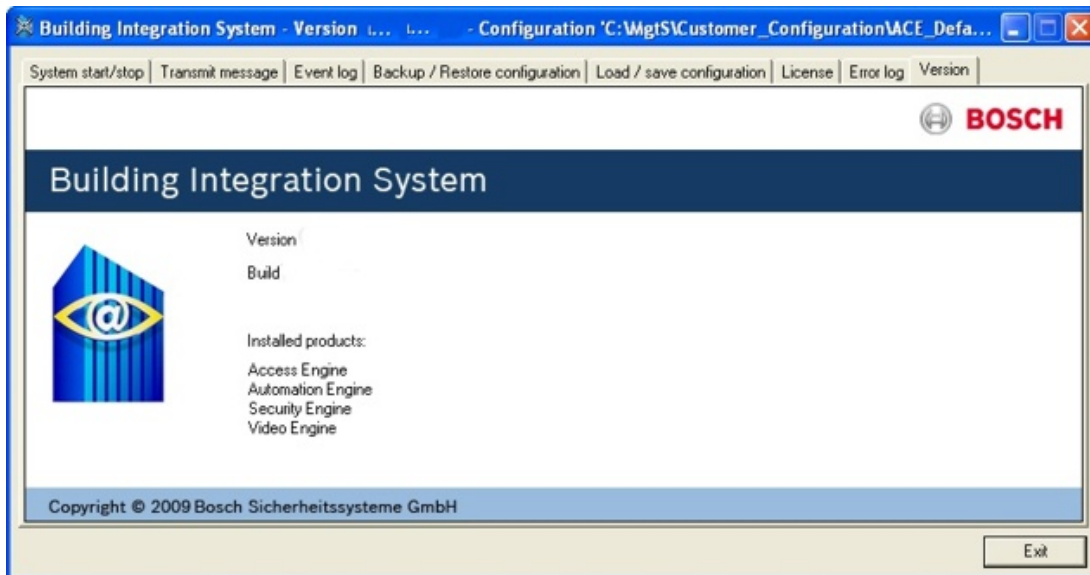 Building Integration System - Version ... ... - Configuration 'C:\MgtS\Customer_Configuration\ACE_Defa...
System start/stop Transmit message Event log Backup / Restore configuration Load / save configuration License Error log Version
BOSCH
Building Integration System
Version
Build
@
Installed products:
Access Engine
Automation Engine
Security Engine
Video Engine
Copyright © 2009 Bosch Sicherheitssysteme GmbH
Exit